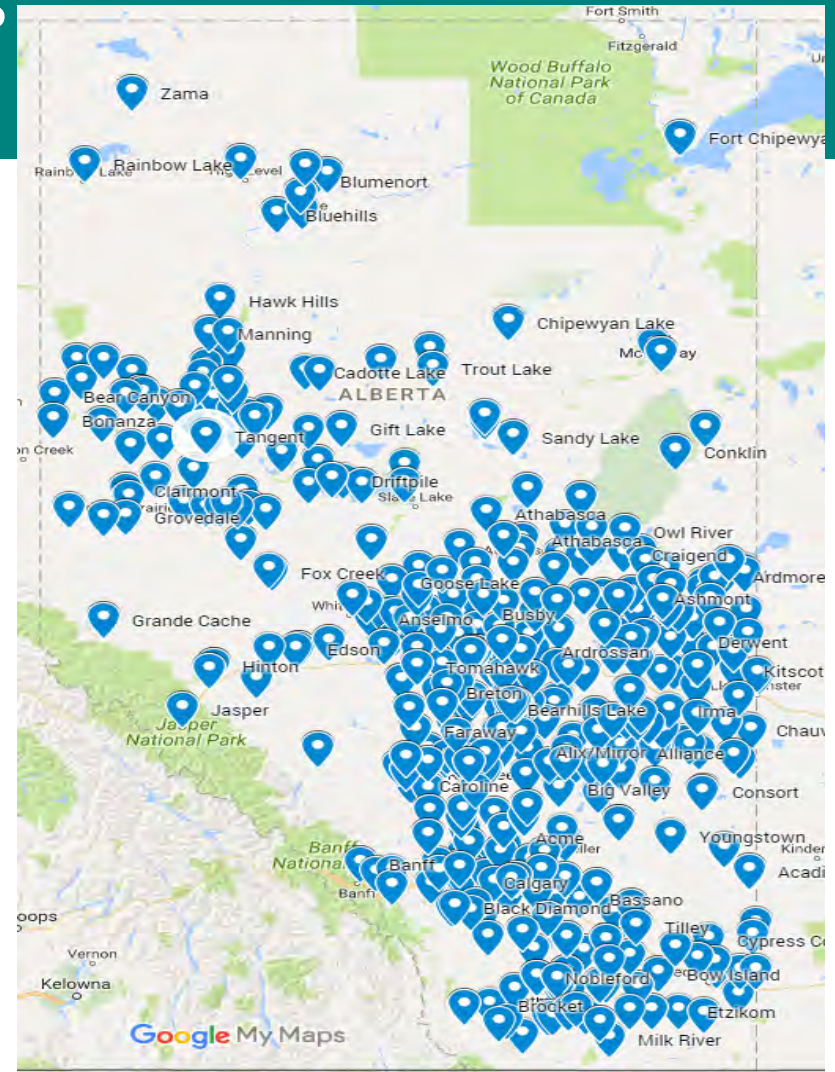 Fort Smith
Fitzgerald
Wood Buffalo
National Park
of Canada
Zama
Fort Chipewya
Rainbow Lake
Blumenort
Bluehills
Hawk Hills
Manning
Chipewyan Lake
Cadotte Lake
Trout Lake
ALBERTA
Bear Canyon
Bonanza
Tangent
Gift Lake
Sandy Lake
Conklin
on Creek
Clairmont
Driftpile
Grovedale
Athabasca
Owl River
Athabasca
Craigend
Fox Creek
Goose Lake
Ardmore
Ashmont
Anselmo
Busby
Grande Cache
Edson
Derwent
Hinton
Ardrossan
Tomahawk
Kitscot
Breton
Jasper
Bearhills Lake
Irma
Jasper
National Park
Faraway
Chauv
Alix/Mirror
Alliance
Caroline
Big Valley
Consort
Acme
Youngstown
Kinder
Banff
Banff
Acadi
Calgary
Black Diamond
Bassano
oops
Tilley
Vernon
Cypress Co
Kelowna
Nobleford
Bow Island
Brocket
Etzikom
Google My Maps
Milk River